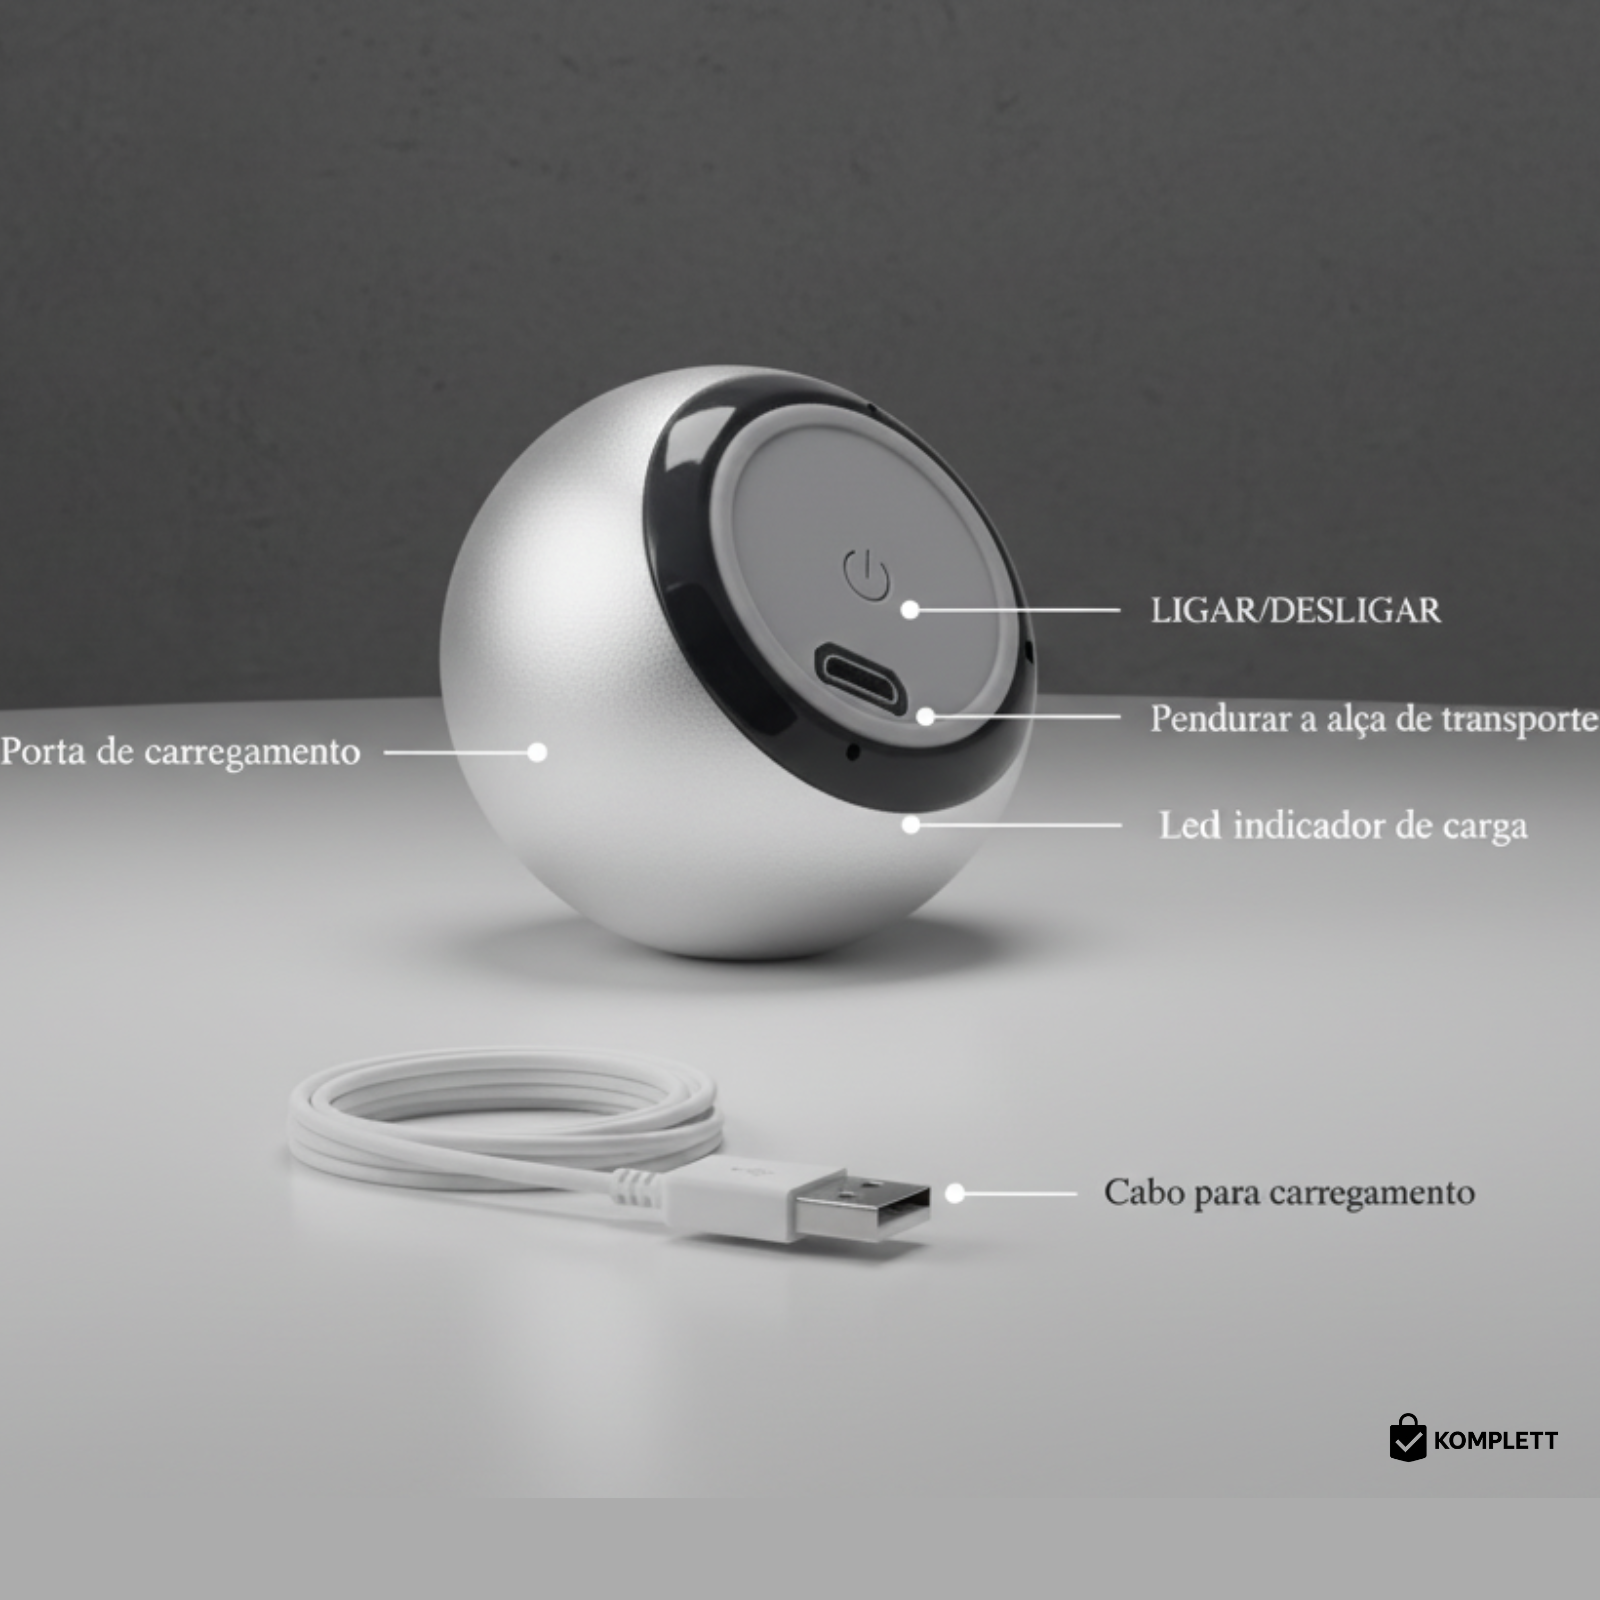 LIGAR/DESLIGAR
Pendurar a alça de transporte
Porta de carregamento
Led indicador de carga
Cabo para carregamento
KOMPLETT